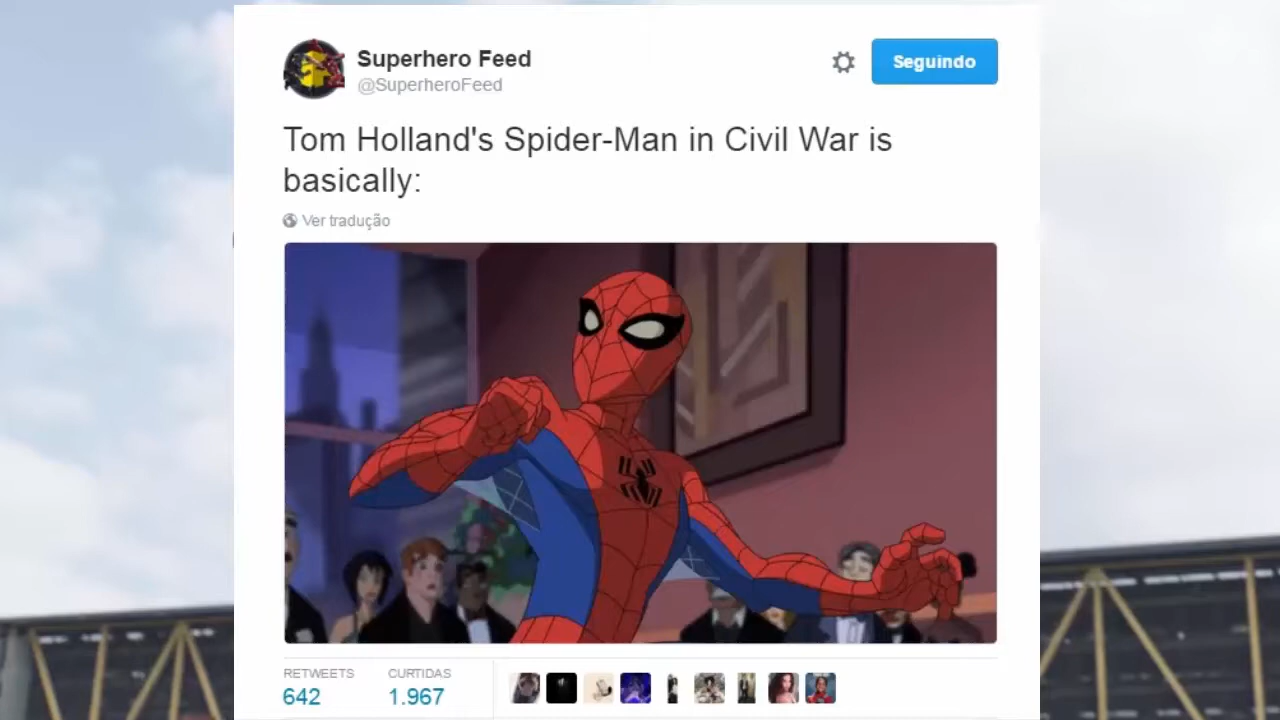 Superhero Feed
@SuperheroFeed
Seguindo
Tom Holland's Spider-Man in Civil War is
basically:
Ver tradução
RETWEETS
642
CURTIDAS
1.967